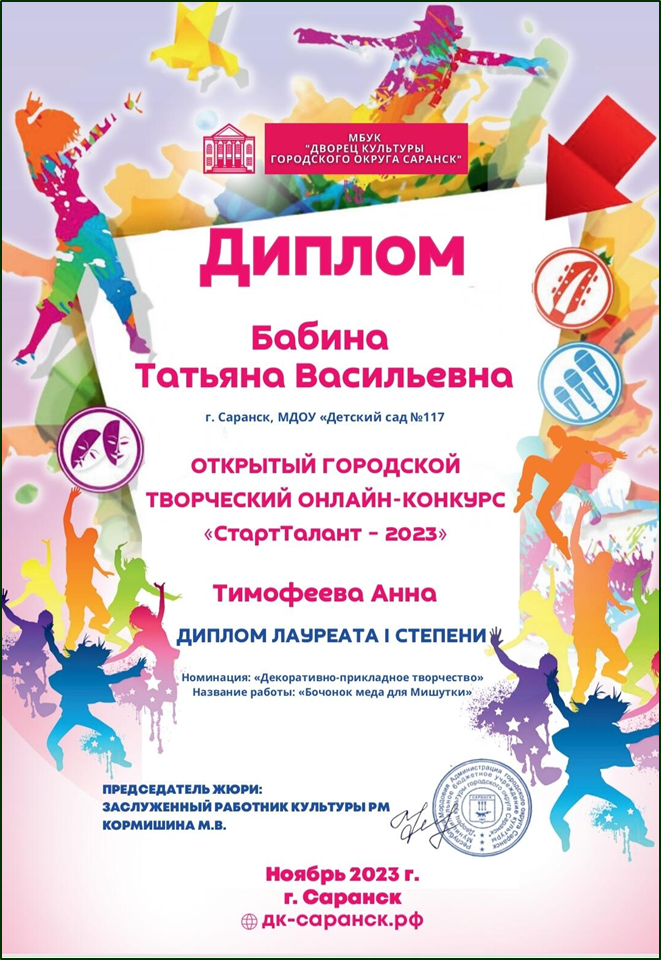 МБУК
"ДВОРЕЦ КУЛЬТУРЫ
ГОРОДСКОГО ОКРУГА САРАНСК"
ДИПЛОМ
БАБИНА
ТАТЬЯНА ВАСИЛЬЕВНА
г. Саранск, МДОУ «Детский сад №117
ОТКРЫТЫЙ ГОРОДСКОЙ
ТВОРЧЕСКИЙ ОНЛАЙН-КОНКУРС
«СтартТалант - 2023»
Тимофеева Анна
ДИПЛОМ ЛАУРЕАТА I СТЕПЕНИ
Номинация: «Декоративно-прикладное творчество»
Название работы: «Бочонок меда для Мишутки»
ПРЕДСЕДАТЕЛЬ ЖЮРИ:
ЗАСЛУЖЕННЫЙ РАБОТНИК КУЛЬТУРЫ РМ
КОРМИШИНА М.В.
Ноябрь 2023 г.
г. Саранск
дк-саранск.рф